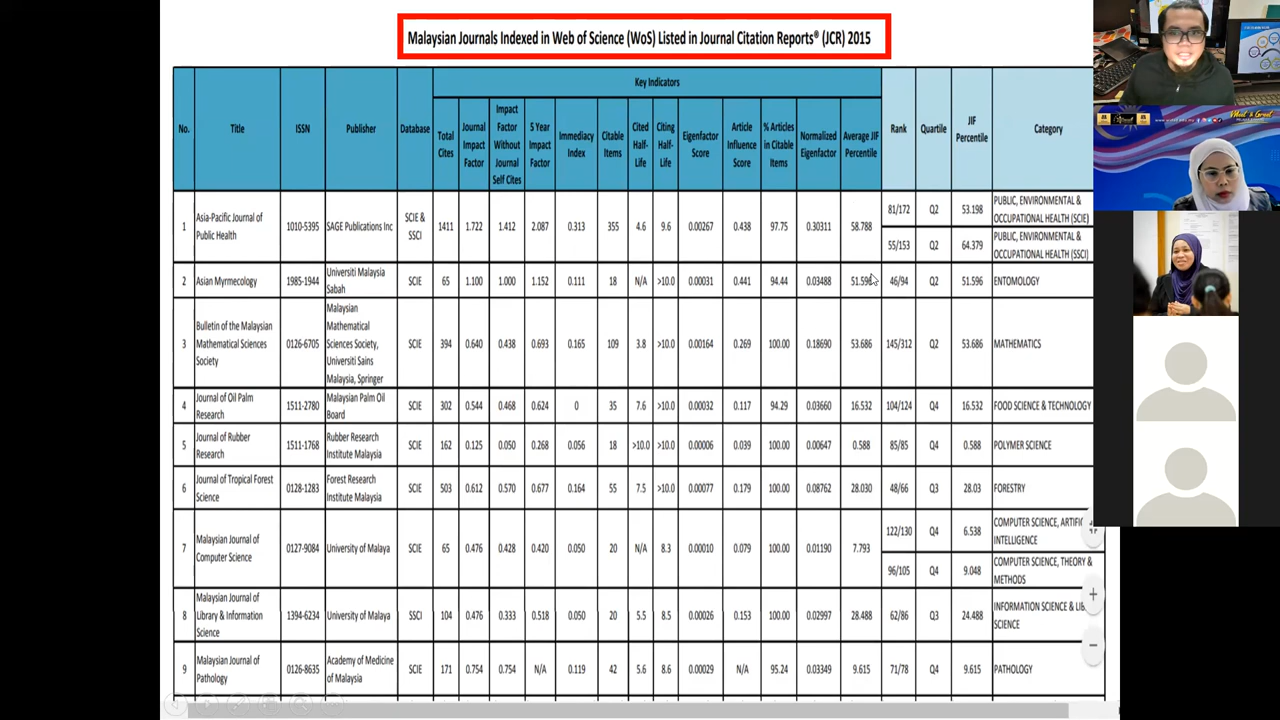 Malaysian Journals Indexed in Web of Science (WoS) Listed in Journal Citation Reports® (JCR) 2015
Key Indicators
No. Title ISSN Publisher Database Total Cites Journal Impact Factor Impact Factor Without Journal Self Cites 5 Year Impact Factor Immediacy Index Citable Items Cited Half-Life Citing Half-Life Eigenfactor Score Article Influence Score % Articles in Citable Items Normalized Eigenfactor Average JIF Percentile Rank Quartile JIF Percentile Category
1 Asia-Pacific Journal of Public Health 1010-5395 SAGE Publications Inc SCIE & SSCI 1411 1.722 1.412 2.087 0.313 355 4.6 9.6 0.00267 0.438 97.75 0.30311 58.788 81/172 Q2 53.198 PUBLIC, ENVIRONMENTAL & OCCUPATIONAL HEALTH (SCIE)
55/153 Q2 64.379 PUBLIC, ENVIRONMENTAL & OCCUPATIONAL HEALTH (SSCI)
2 Asian Myrmecology 1985-1944 Universiti Malaysia Sabah SCIE 65 1.100 1.000 1.152 0.111 18 N/A >10.0 0.00031 0.441 94.44 0.03488 51.596 46/94 Q2 51.596 ENTOMOLOGY
3 Bulletin of the Malaysian Mathematical Sciences Society 0126-6705 Malaysian Mathematical Sciences Society, Universiti Sains Malaysia, Springer SCIE 394 0.640 0.438 0.693 0.165 109 3.8 >10.0 0.00164 0.269 100.00 0.18690 53.686 145/312 Q2 53.686 MATHEMATICS
4 Journal of Oil Palm Research 1511-2780 Malaysian Palm Oil Board SCIE 302 0.544 0.468 0.624 0 35 7.6 >10.0 0.00032 0.117 94.29 0.03660 16.532 104/124 Q4 16.532 FOOD SCIENCE & TECHNOLOGY
5 Journal of Rubber Research 1511-1768 Rubber Research Institute Malaysia SCIE 162 0.125 0.050 0.268 0.056 18 >10.0 >10.0 0.00006 0.039 100.00 0.00647 0.588 85/85 Q4 0.588 POLYMER SCIENCE
6 Journal of Tropical Forest Science 0128-1283 Forest Research Institute Malaysia SCIE 503 0.612 0.570 0.677 0.164 55 7.5 >10.0 0.00077 0.179 100.00 0.08762 28.030 48/66 Q3 28.03 FORESTRY
7 Malaysian Journal of Computer Science 0127-9084 University of Malaya SCIE 65 0.476 0.428 0.420 0.050 20 N/A 8.3 0.00010 0.079 100.00 0.01190 7.793 122/130 Q4 6.538 COMPUTER SCIENCE, ARTIFIC INTELLIGENCE
96/105 Q4 9.048 COMPUTER SCIENCE, THEORY & METHODS
8 Malaysian Journal of Library & Information Science 1394-6234 University of Malaya SSCI 104 0.476 0.333 0.518 0.050 20 5.5 8.5 0.00026 0.153 100.00 0.02997 28.488 62/86 Q3 24.488 INFORMATION SCIENCE & LIB SCIENCE
9 Malaysian Journal of Pathology 0126-8635 Academy of Medicine of Malaysia SCIE 171 0.754 0.754 N/A 0.119 42 5.6 8.6 0.00029 N/A 95.24 0.03349 9.615 71/78 Q4 9.615 PATHOLOGY